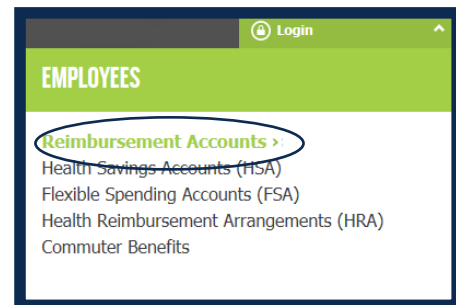 Login
EMPLOYEES
Reimbursement Accounts ›
Health Savings Accounts (HSA)
Flexible Spending Accounts (FSA)
Health Reimbursement Arrangements (HRA)
Commuter Benefits